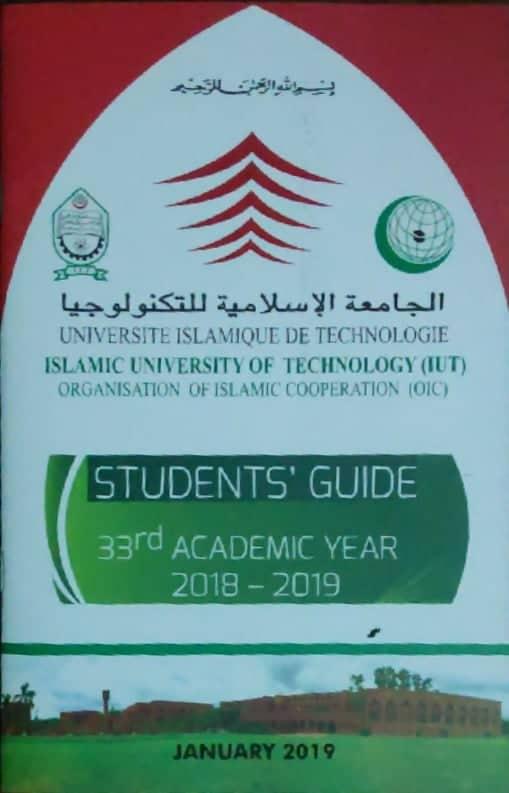 بسم الله الرحمن الرحيم
الجامعة الإسلامية للتكنولوجيا
UNIVERSITE ISLAMIQUE DE TECHNOLOGIE
ISLAMIC UNIVERSITY OF TECHNOLOGY (IUT)
ORGANISATION OF ISLAMIC COOPERATION (OIC)
STUDENTS' GUIDE
33rd ACADEMIC YEAR
2018 – 2019
JANUARY 2019